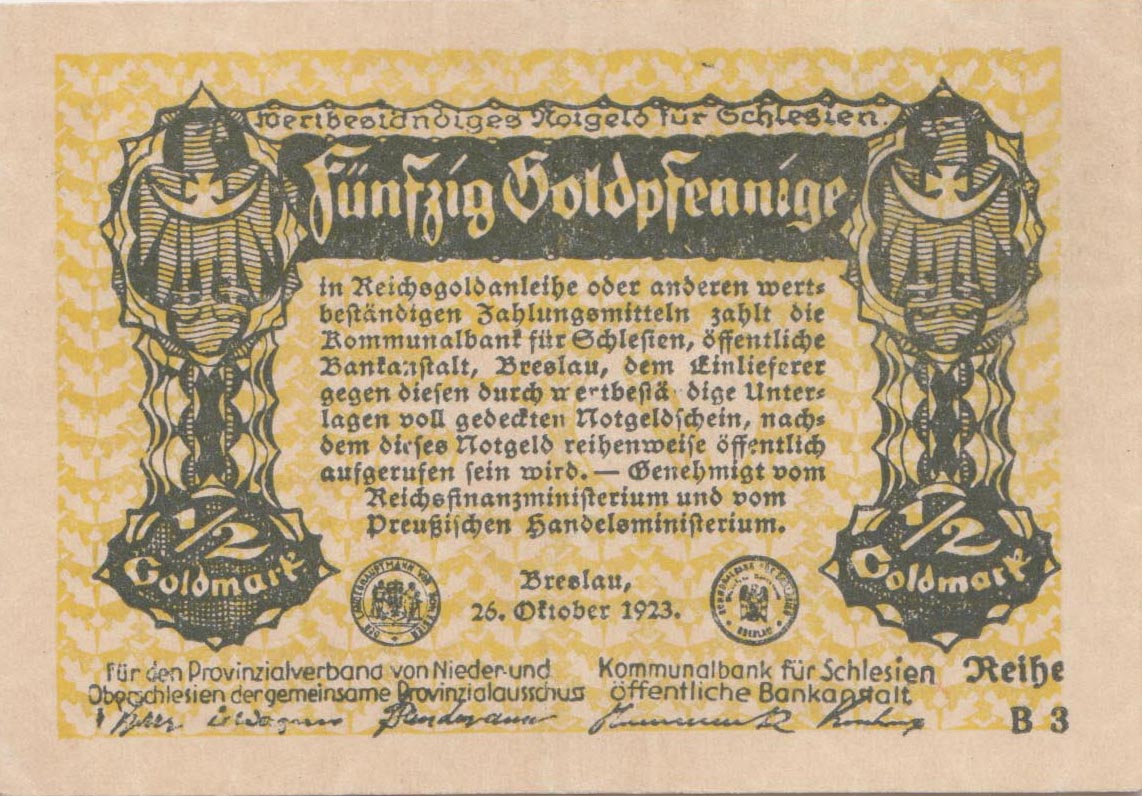 Wertbeständiges Notgeld für Schlesien.
Fünfzig Goldpfennige
in Reichsgoldanleihe oder anderen wert-
beständigen Zahlungsmitteln zahlt die
Kommunalbank für Schlesien, öffentliche
Bankanstalt, Breslau, dem Einlieferer
gegen diesen durch wertbestä dige Unter-
lagen voll gedeckten Notgeldschein, nach-
dem dieses Notgeld reihenweise öffentlich
aufgerufen sein wird. — Genehmigt vom
Reichsfinanzministerium und vom
Preußischen Handelsministerium.
1/2
Goldmark
1/2
Goldmark
Breslau,
26. Oktober 1923.
Für den Provinzialverband von Nieder-und
Oberschlesien der gemeinsame Provinzialausschuss
Kommunalbank für Schlesien
öffentliche Bankanstalt.
Reihe
B 3